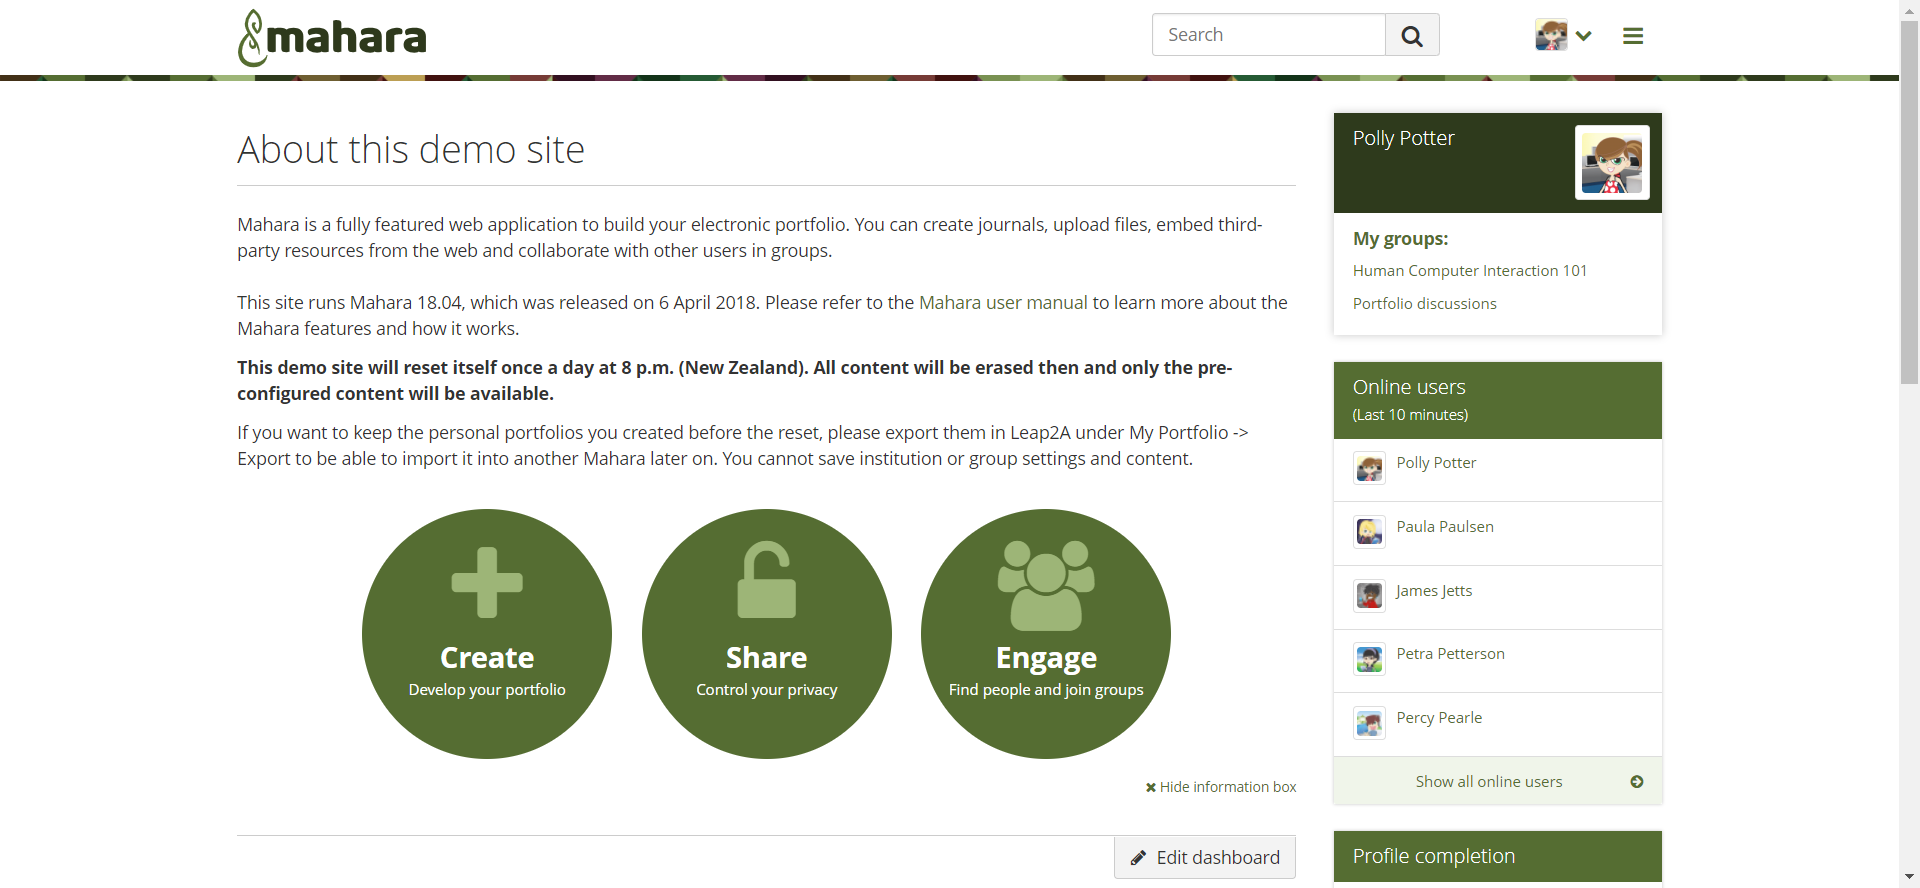 mahara
Search
About this demo site
Mahara is a fully featured web application to build your electronic portfolio. You can create journals, upload files, embed third-
party resources from the web and collaborate with other users in groups.
This site runs Mahara 18.04, which was released on 6 April 2018. Please refer to the Mahara user manual to learn more about the
Mahara features and how it works.
This demo site will reset itself once a day at 8 p.m. (New Zealand). All content will be erased then and only the pre-
configured content will be available.
If you want to keep the personal portfolios you created before the reset, please export them in Leap2A under My Portfolio ->
Export to be able to import it into another Mahara later on. You cannot save institution or group settings and content.
Create
Develop your portfolio
Share
Control your privacy
Engage
Find people and join groups
Hide information box
Edit dashboard
Polly Potter
My groups:
Human Computer Interaction 101
Portfolio discussions
Online users
(Last 10 minutes)
Polly Potter
Paula Paulsen
James Jetts
Petra Petterson
Percy Pearle
Show all online users
Profile completion